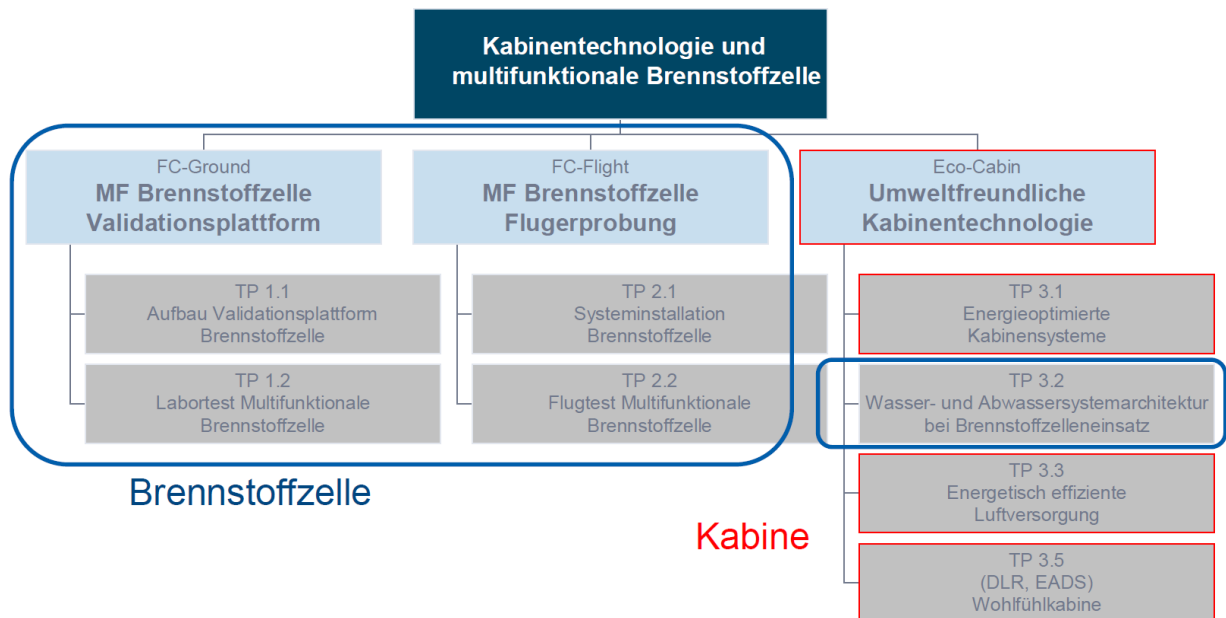 Kabinentechnologie und
multifunktionale Brennstoffzelle
FC-Ground
MF Brennstoffzelle
Validationsplattform
FC-Flight
MF Brennstoffzelle
Flugerprobung
Eco-Cabin
Umweltfreundliche
Kabinentechnologie
TP 1.1
Aufbau Validationsplattform
Brennstoffzelle
TP 2.1
Systeminstallation
Brennstoffzelle
TP 3.1
Energieoptimierte
Kabinensysteme
TP 1.2
Labortest Multifunktionale
Brennstoffzelle
TP 2.2
Flugtest Multifunktionale
Brennstoffzelle
TP 3.2
Wasser- und Abwassersystemarchitektur
bei Brennstoffzelleneinsatz
Brennstoffzelle
TP 3.3
Energetisch effiziente
Luftversorgung
Kabine
TP 3.5
(DLR, EADS)
Wohlfühlkabine